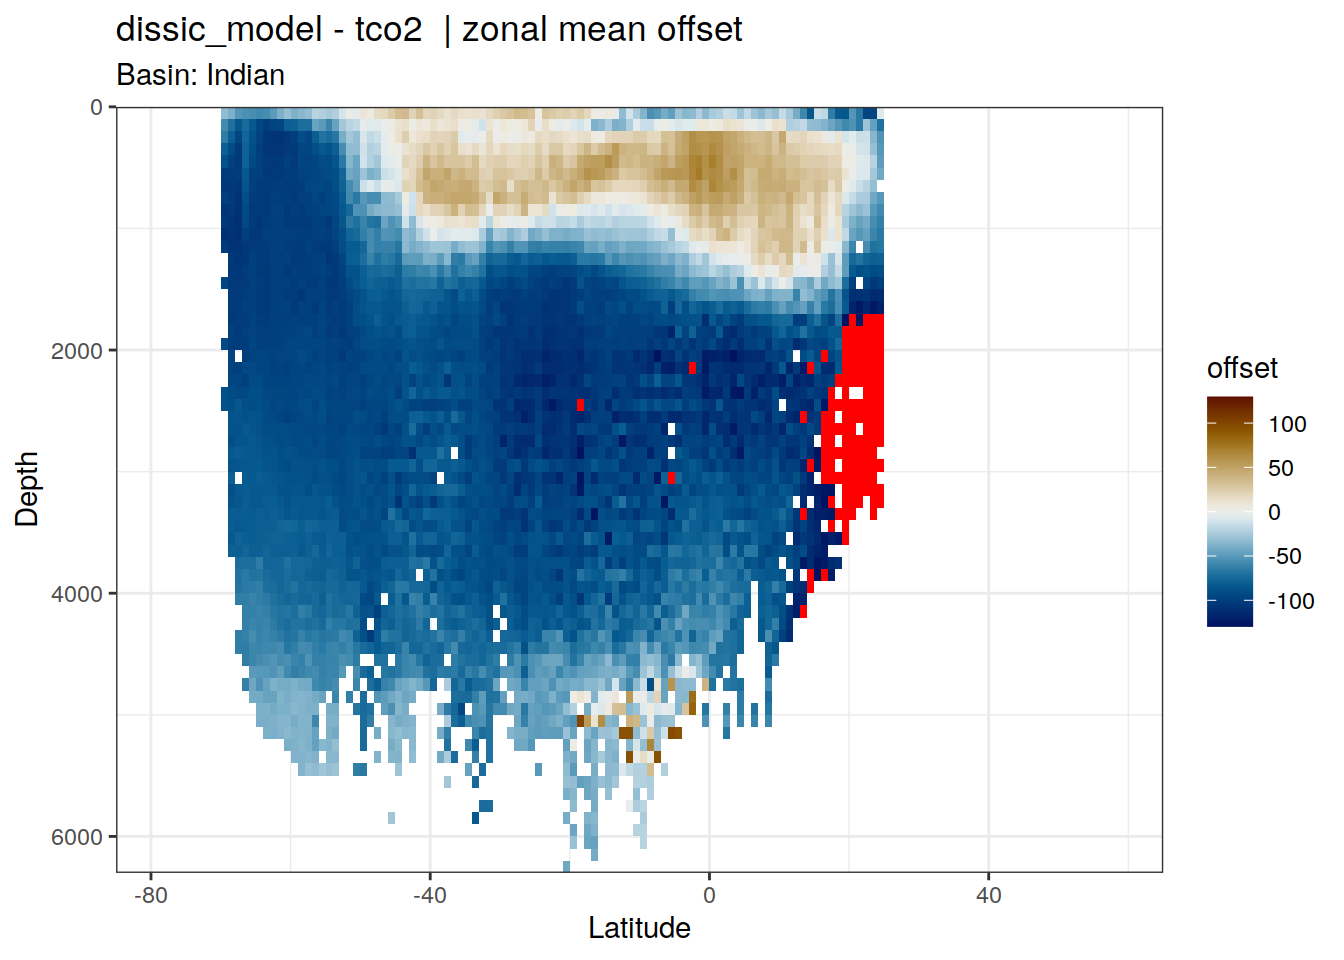 dissic_model - tco2 | zonal mean offset
Basin: Indian
0
2000
4000
6000
Depth
-80
-40
0
40
Latitude
offset
100
50
0
-50
-100